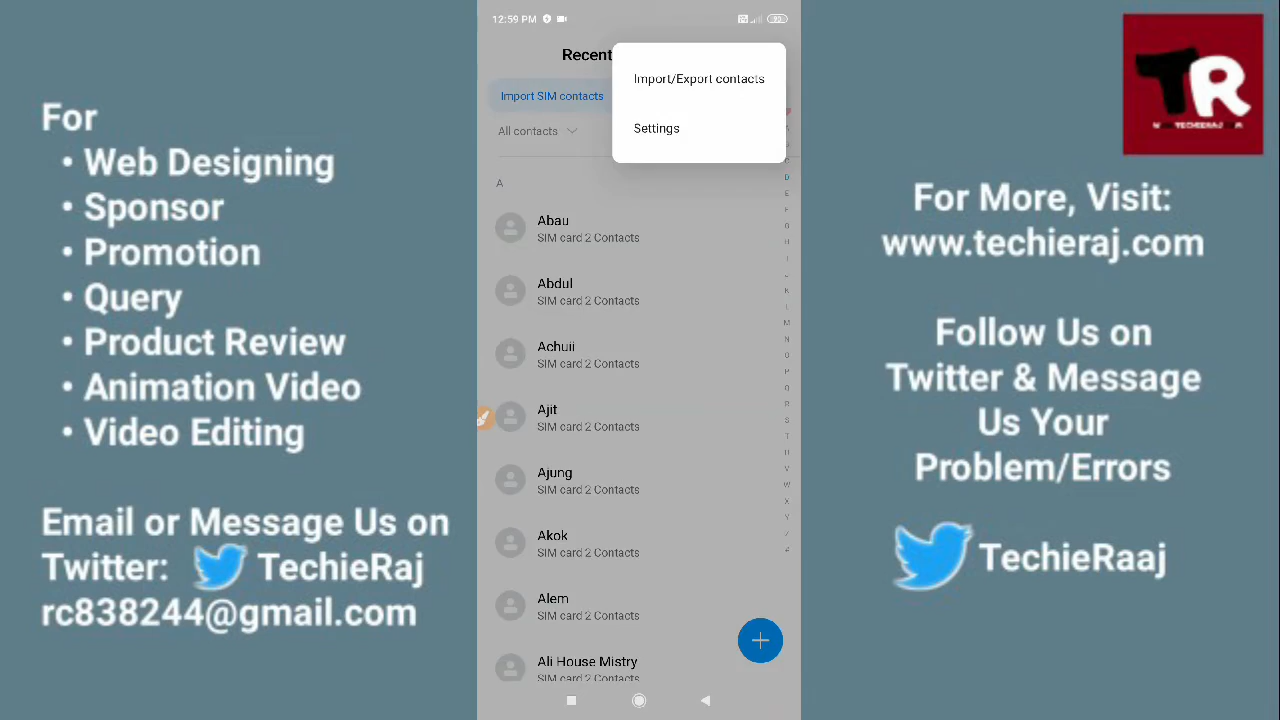 For
• Web Designing
• Sponsor
• Promotion
• Query
• Product Review
• Animation Video
• Video Editing
Email or Message Us on
Twitter: TechieRaj
rc838244@gmail.com
12:59 PM
92
Recent
Import SIM contacts
All contacts
Import/Export contacts
Settings
A
Abau
SIM card 2 Contacts
Abdul
SIM card 2 Contacts
Achuii
SIM card 2 Contacts
Ajit
SIM card 2 Contacts
Ajung
SIM card 2 Contacts
Akok
SIM card 2 Contacts
Alem
SIM card 2 Contacts
Ali House Mistry
SIM card 2 Contacts
TR
For More, Visit:
www.techieraj.com
Follow Us on
Twitter & Message
Us Your
Problem/Errors
TechieRaaj